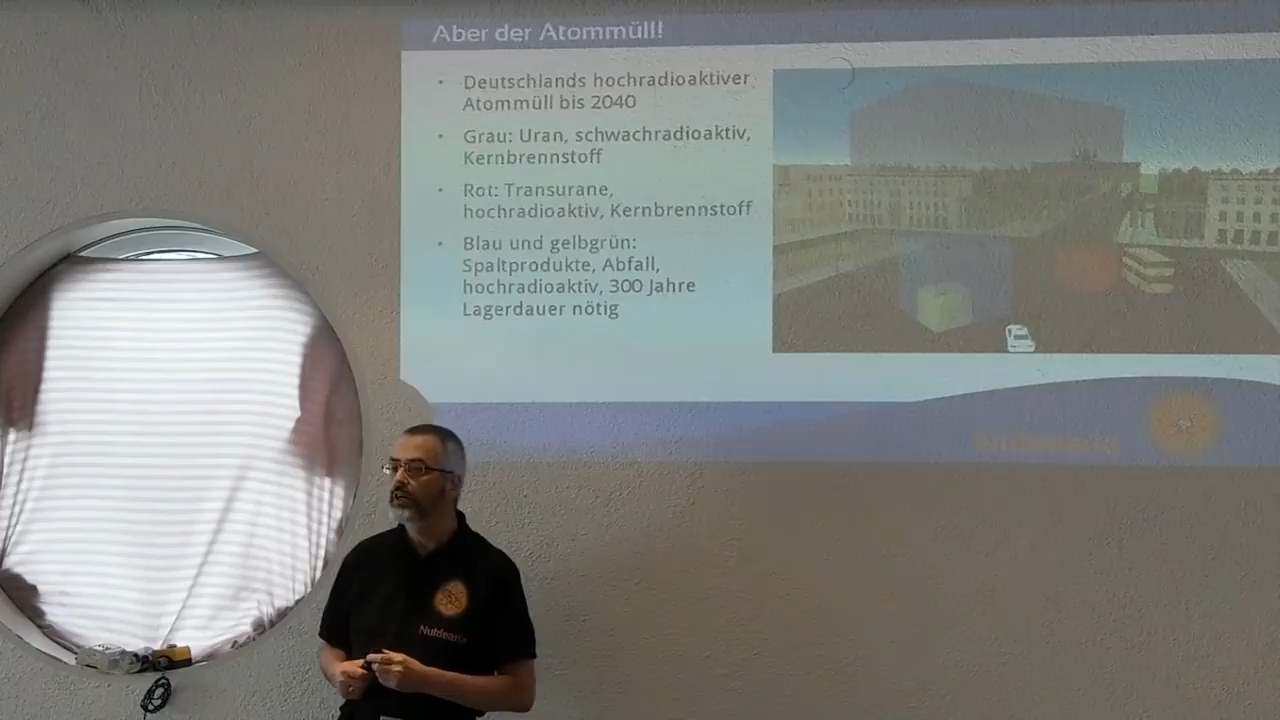 Aber der Atommüll!
Deutschlands hochradioaktiver
Atommüll bis 2040
Grau: Uran, schwachradioaktiv,
Kernbrennstoff
Rot: Transurane,
hochradioaktiv, Kernbrennstoff
Blau und gelbgrün:
Spaltprodukte, Abfall,
hochradioaktiv, 300 Jahre
Lagerdauer nötig
Nuklearia
Nuklearia